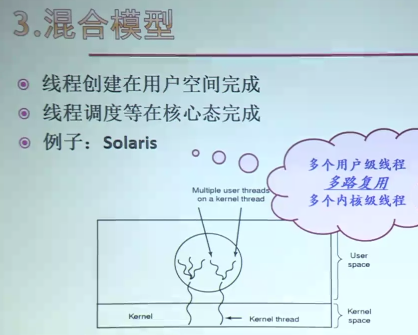 3.混合模型
线程创建在用户空间完成
线程调度等在核心态完成
例子：Solaris
多个用户级线程
多路复用
多个内核级线程
Multiple user threads
on a kernel thread
User
space
Kernel
Kernel thread
Kernel
space